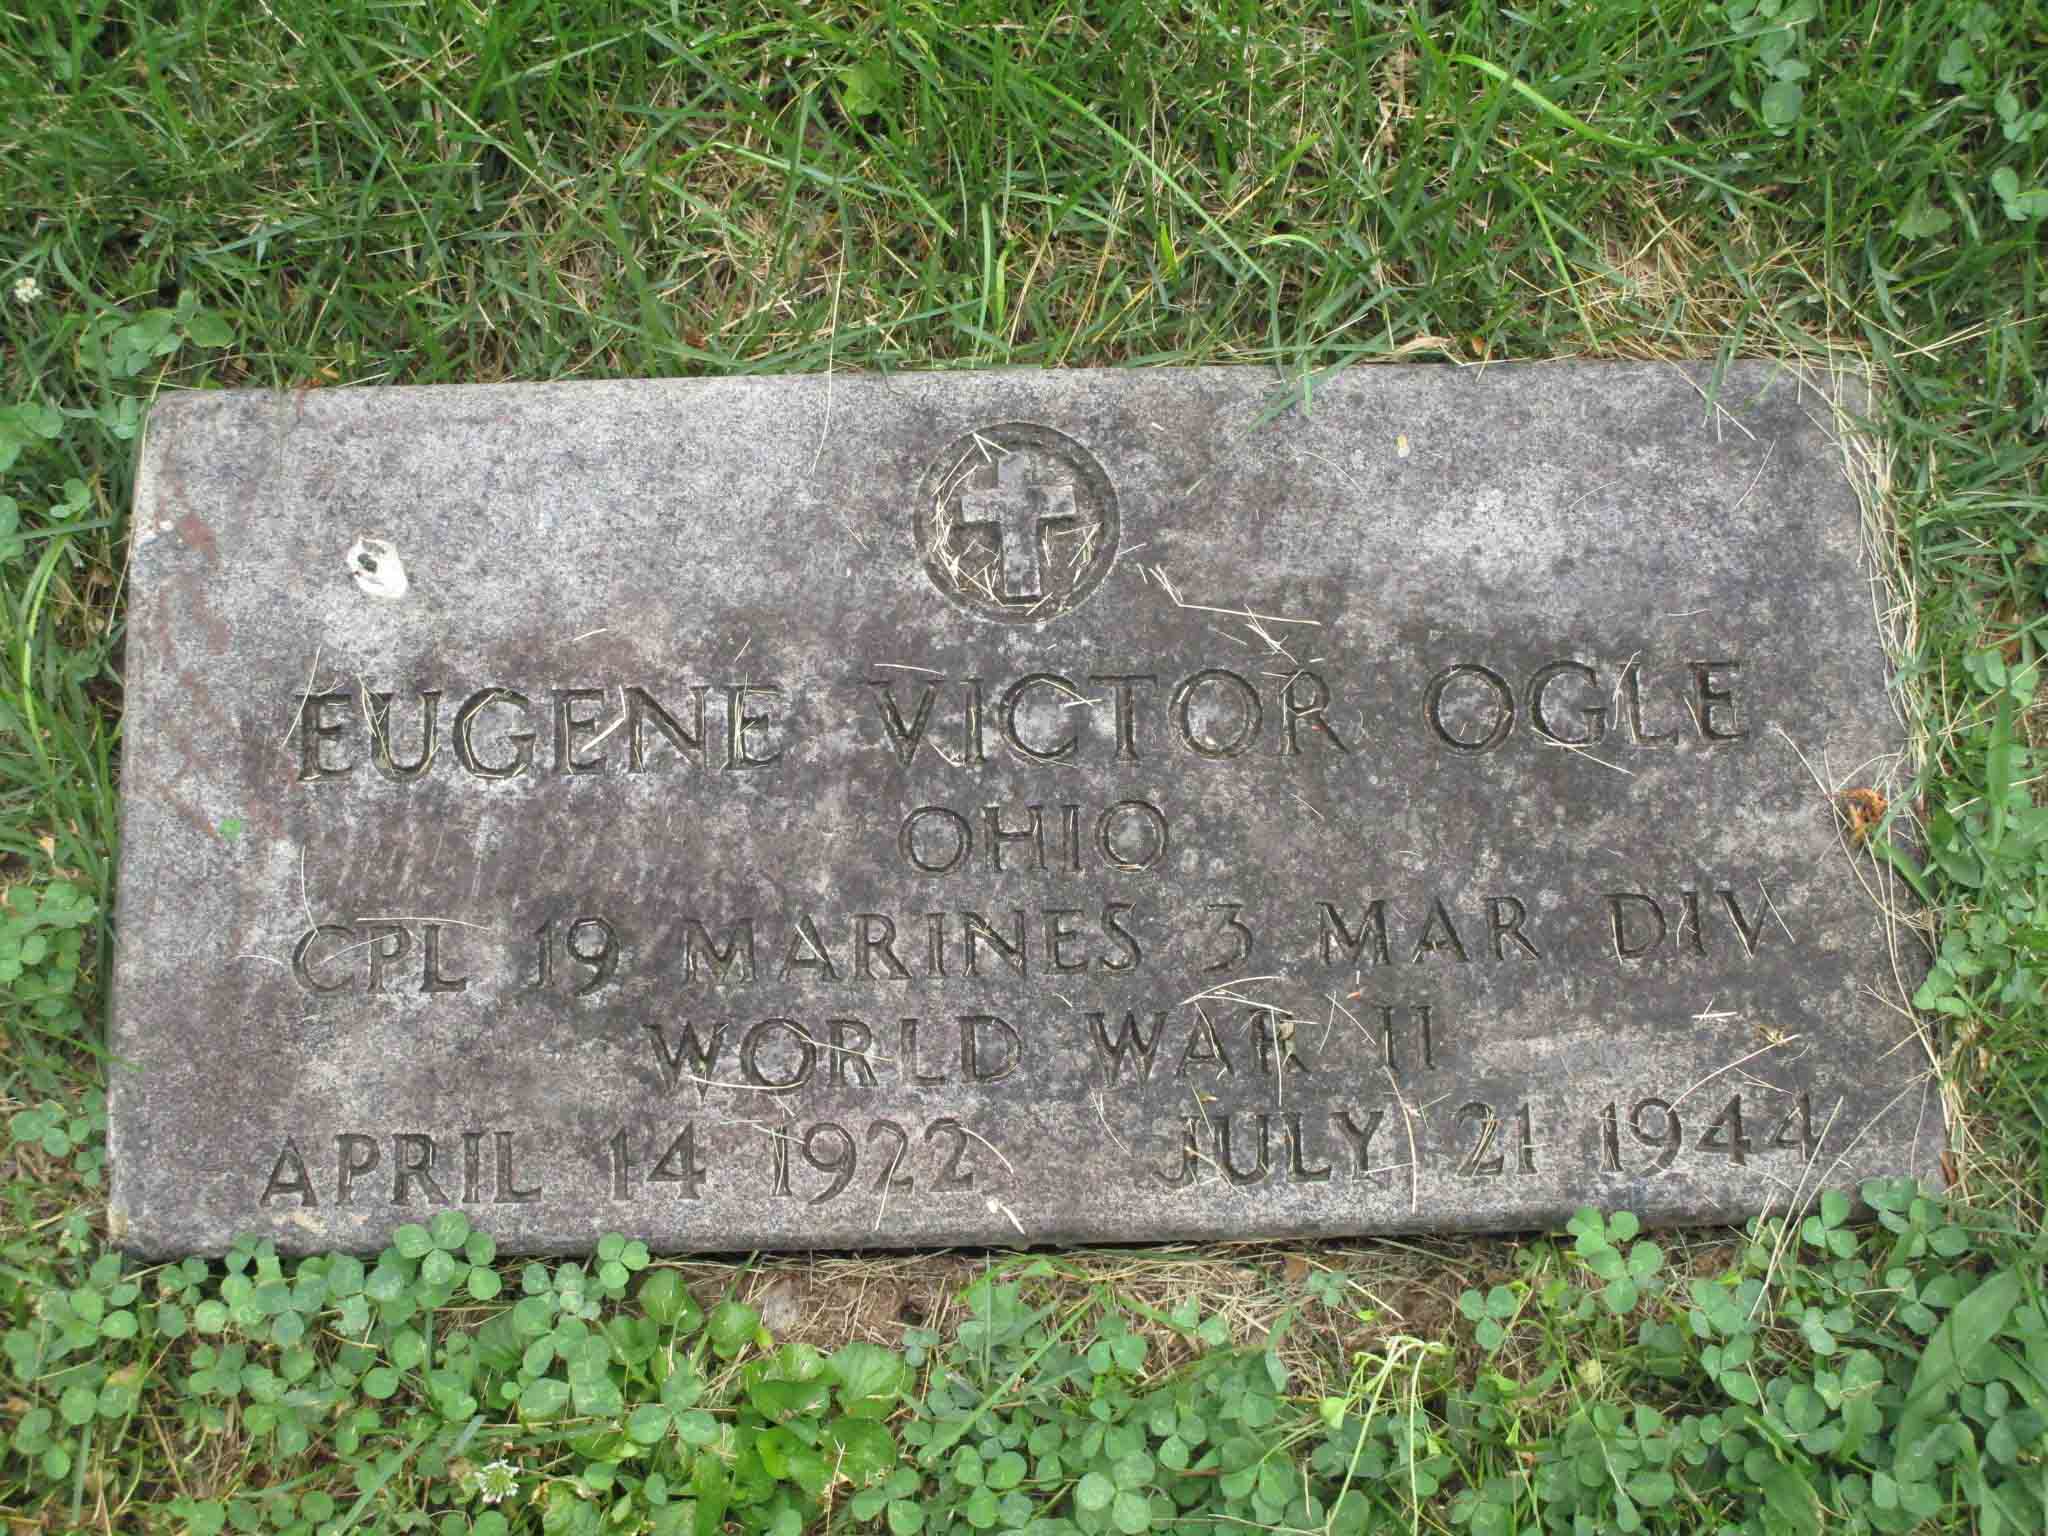 EUGENE VICTOR OGLE
OHIO
CPL 19 MARINES 3 MAR DIV
WORLD WAR II
APRIL 14 1922 JULY 21 1944